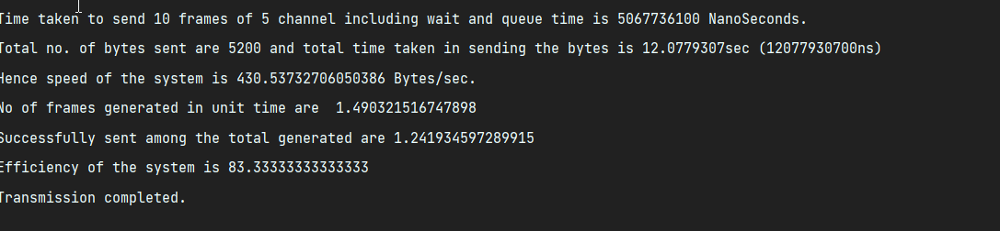 Time taken to send 10 frames of 5 channel including wait and queue time is 5067736100 NanoSeconds.
Total no. of bytes sent are 5200 and total time taken in sending the bytes is 12.0779307sec (12077930700ns)
Hence speed of the system is 430.53732706050386 Bytes/sec.
No of frames generated in unit time are  1.490321516747898
Successfully sent among the total generated are 1.241934597289915
Efficiency of the system is 83.33333333333333
Transmission completed.